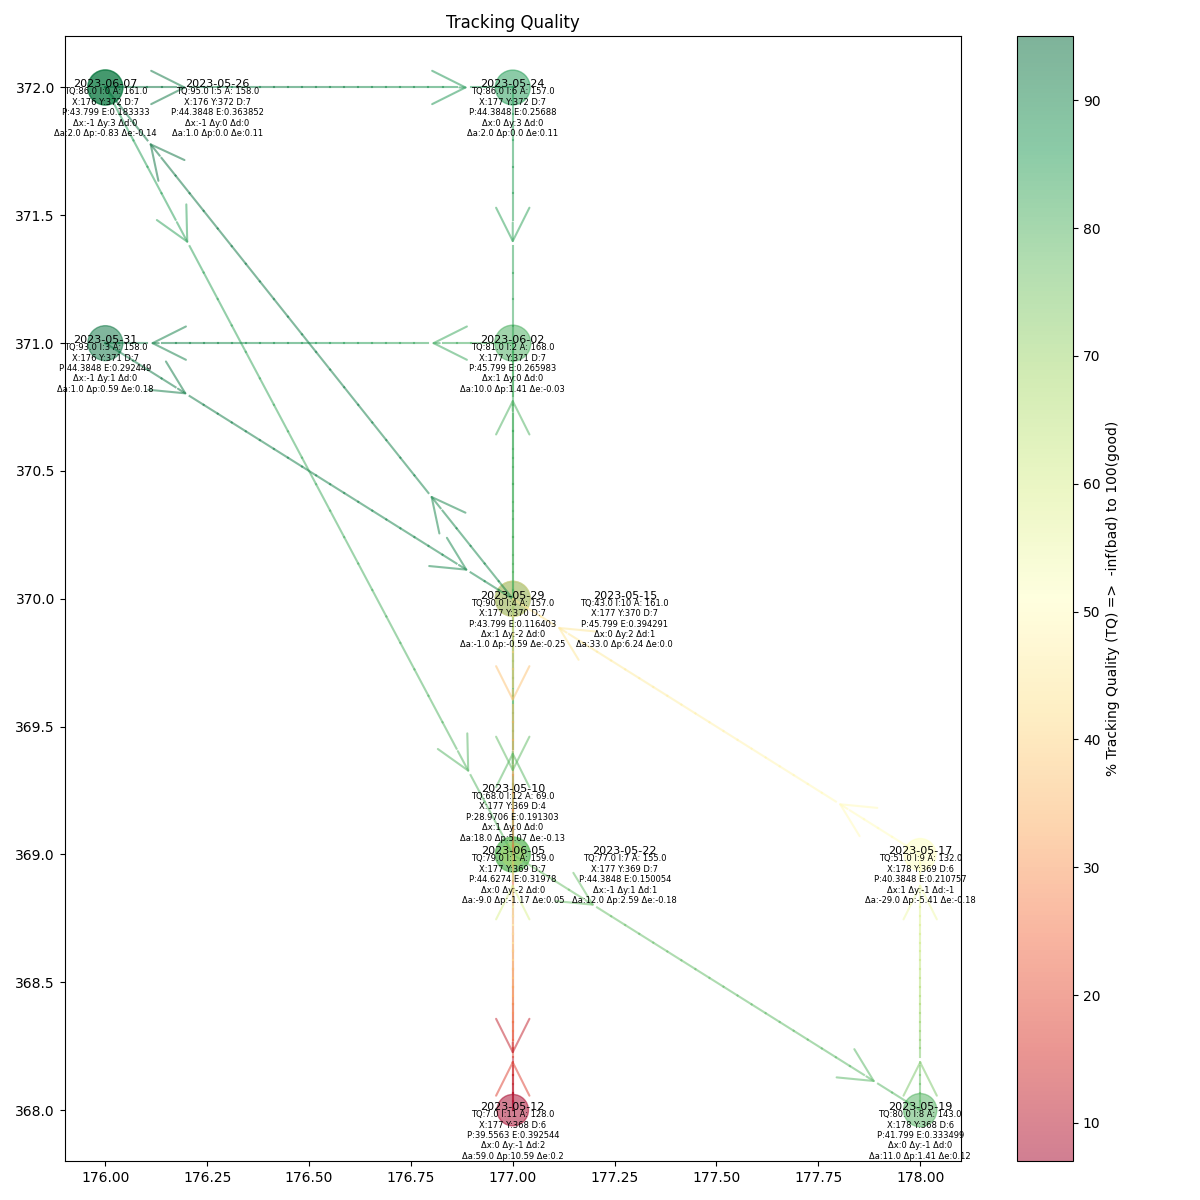 Tracking Quality
372.0
371.5
371.0
370.5
370.0
369.5
369.0
368.5
368.0
2023-06-07
TQ:86.0 I:0 A: 161.0
X:176 Y:372 D:7
P:43.799 E:0.183333
Δx:-1 Δy:3 Δd:0
Δa:2.0 Δp:-0.83 Δe:-0.14
2023-05-26
TQ:95.0 I:5 A: 158.0
X:176 Y:372 D:7
P:44.3848 E:0.363852
Δx:-1 Δy:0 Δd:0
Δa:1.0 Δp:0.0 Δe:0.11
2023-05-24
TQ:86.0 I:6 A: 157.0
X:177 Y:372 D:7
P:44.3848 E:0.25688
Δx:0 Δy:3 Δd:0
Δa:2.0 Δp:0.0 Δe:0.11
2023-05-31
TQ:93.0 I:3 A: 158.0
X:176 Y:371 D:7
P:44.3848 E:0.292449
Δx:-1 Δy:1 Δd:0
Δa:1.0 Δp:0.59 Δe:0.18
2023-06-02
TQ:81.0 I:2 A: 168.0
X:177 Y:371 D:7
P:45.799 E:0.265983
Δx:1 Δy:0 Δd:0
Δa:10.0 Δp:1.41 Δe:-0.03
2023-05-29
TQ:90.0 I:4 A: 157.0
X:177 Y:370 D:7
P:43.799 E:0.116403
Δx:1 Δy:-2 Δd:0
Δa:-1.0 Δp:-0.59 Δe:-0.25
2023-05-15
TQ:43.0 I:10 A: 161.0
X:177 Y:370 D:7
P:45.799 E:0.394291
Δx:0 Δy:2 Δd:1
Δa:33.0 Δp:6.24 Δe:0.0
2023-05-10
TQ:68.0 I:12 A: 69.0
X:177 Y:369 D:4
P:28.9706 E:0.191303
Δx:1 Δy:0 Δd:0
Δa:18.0 Δp:5.07 Δe:-0.13
2023-06-05
TQ:79.0 I:1 A: 159.0
X:177 Y:369 D:7
P:44.6274 E:0.31978
Δx:0 Δy:-2 Δd:0
Δa:-9.0 Δp:-1.17 Δe:0.05
2023-05-22
TQ:77.0 I:7 A: 155.0
X:177 Y:369 D:7
P:44.3848 E:0.150054
Δx:-1 Δy:1 Δd:1
Δa:12.0 Δp:2.59 Δe:-0.18
2023-05-17
TQ:51.0 I:9 A: 132.0
X:178 Y:369 D:6
P:40.3848 E:0.210757
Δx:1 Δy:-1 Δd:-1
Δa:-29.0 Δp:-5.41 Δe:-0.18
2023-05-12
TQ:7.0 I:11 A: 128.0
X:177 Y:368 D:6
P:39.5563 E:0.392544
Δx:0 Δy:-1 Δd:2
Δa:59.0 Δp:10.59 Δe:0.2
2023-05-19
TQ:80.0 I:8 A: 143.0
X:178 Y:368 D:6
P:41.799 E:0.333499
Δx:0 Δy:-1 Δd:0
Δa:11.0 Δp:1.41 Δe:0.12
176.00 176.25 176.50 176.75 177.00 177.25 177.50 177.75 178.00
90
80
70
60
50
40
30
20
10
% Tracking Quality (TQ) => -inf(bad) to 100(good)